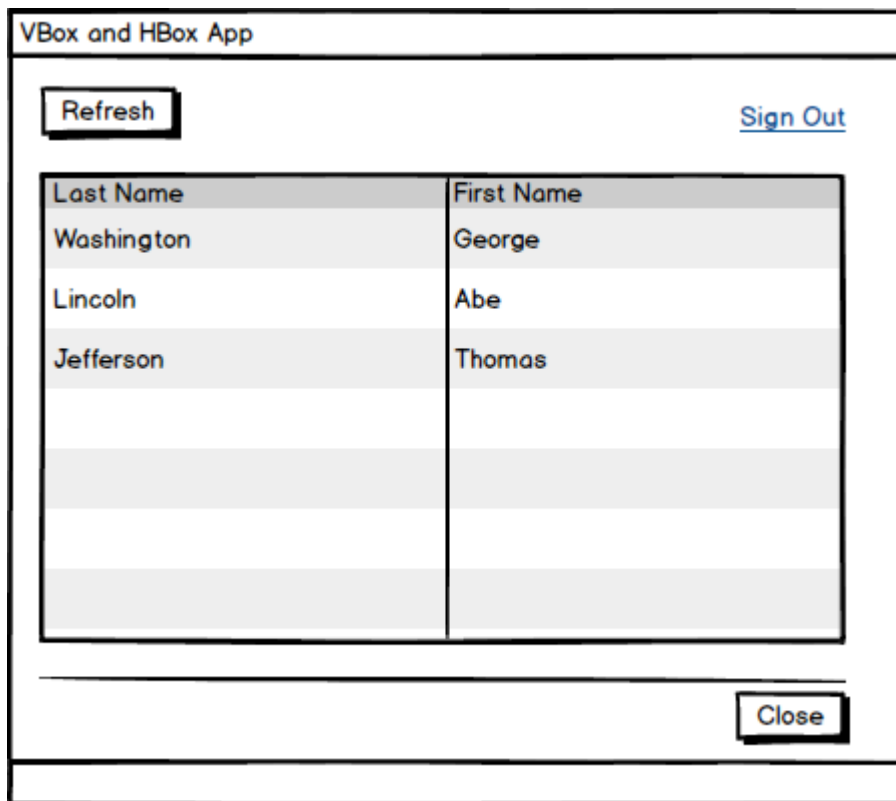 VBox and HBox App
Refresh
Sign Out
Last Name First Name
Washington George
Lincoln Abe
Jefferson Thomas
Close